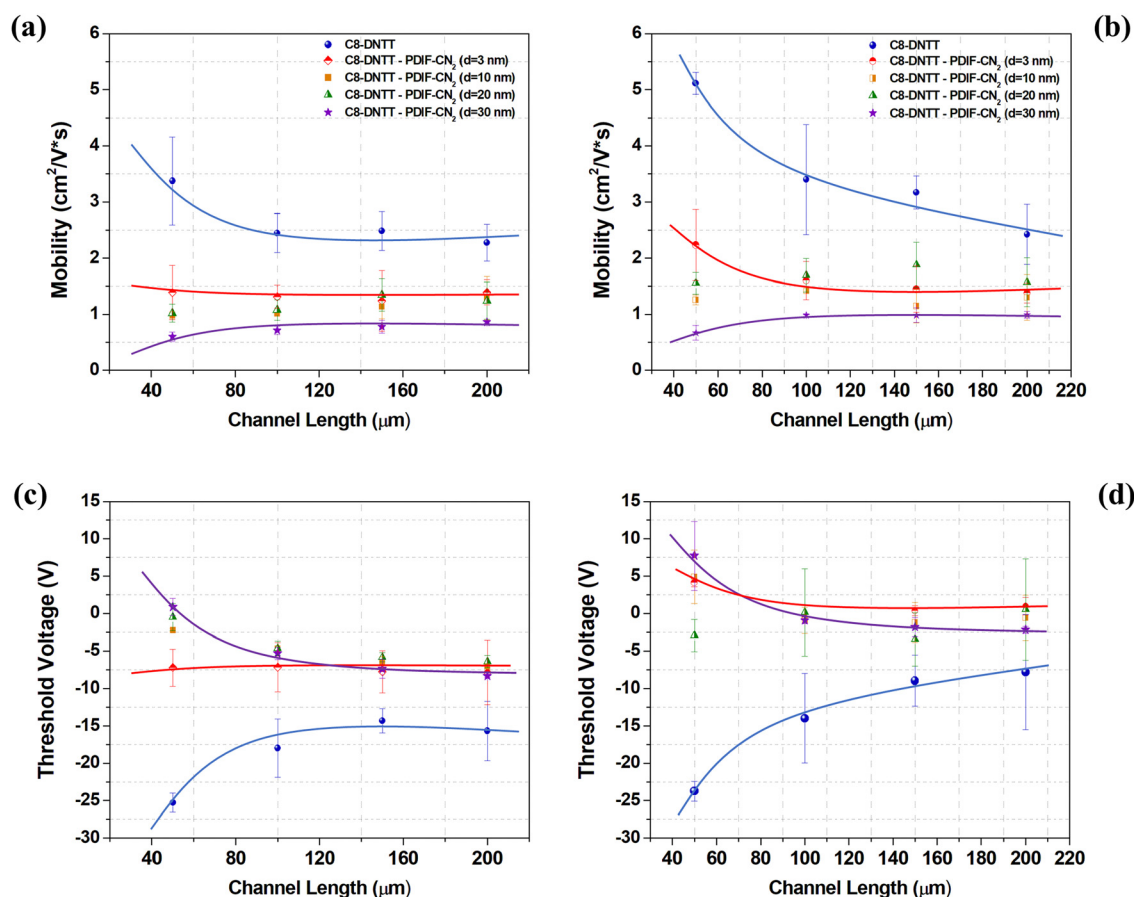 (a)
6
5
4
3
2
1
0
Mobility (cm²/V*s)
C8-DNTT
C8-DNTT - PDIF-CN₂ (d=3 nm)
C8-DNTT - PDIF-CN₂ (d=10 nm)
C8-DNTT - PDIF-CN₂ (d=20 nm)
C8-DNTT - PDIF-CN₂ (d=30 nm)
40 80 120 160 200
Channel Length (μm)
(b)
6
5
4
3
2
1
0
Mobility (cm²/V*s)
C8-DNTT
C8-DNTT - PDIF-CN₂ (d=3 nm)
C8-DNTT - PDIF-CN₂ (d=10 nm)
C8-DNTT - PDIF-CN₂ (d=20 nm)
C8-DNTT - PDIF-CN₂ (d=30 nm)
40 60 80 100 120 140 160 180 200 220
Channel Length (μm)
(c)
15
10
5
0
-5
-10
-15
-20
-25
-30
Threshold Voltage (V)
40 80 120 160 200
Channel Length (μm)
(d)
15
10
5
0
-5
-10
-15
-20
-25
-30
Threshold Voltage (V)
40 60 80 100 120 140 160 180 200 220
Channel Length (μm)